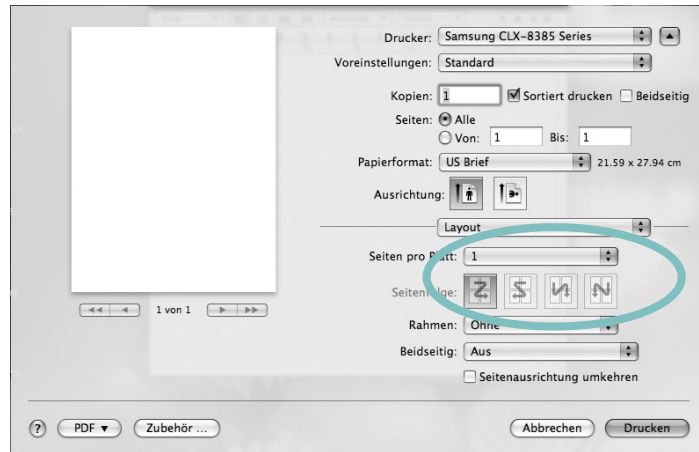 Drucker: Samsung CLX-8385 Series
Voreinstellungen: Standard
Kopien: 1 Sortiert drucken Beidseitig
Seiten: Alle
Von: 1 Bis: 1
Papierformat: US Brief 21.59 x 27.94 cm
Ausrichtung:
Layout
Seiten pro Blatt: 1
Seitenfolge:
1 von 1
Rahmen: Ohne
Beidseitig: Aus
Seitenausrichtung umkehren
? PDF ▼ Zubehör ... Abbrechen Drucken